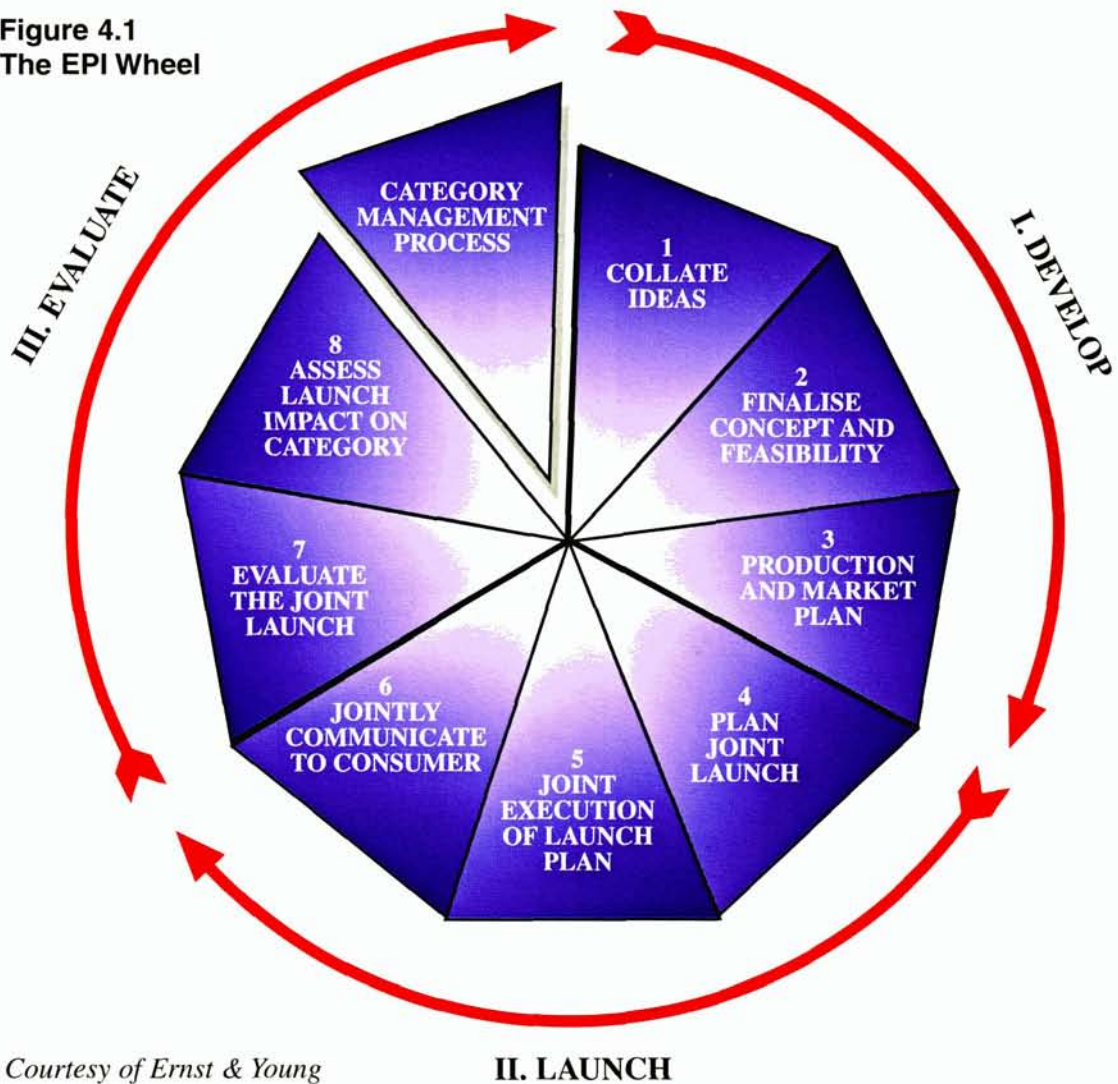 Figure 4.1
The EPI Wheel
CATEGORY
MANAGEMENT
PROCESS
1
COLLATE
IDEAS
2
FINALISE
CONCEPT AND
FEASIBILITY
3
PRODUCTION
AND MARKET
PLAN
4
PLAN
JOINT
LAUNCH
5
JOINT
EXECUTION
OF LAUNCH
PLAN
6
JOINTLY
COMMUNICATE
TO CONSUMER
7
EVALUATE
THE JOINT
LAUNCH
8
ASSESS
LAUNCH
IMPACT ON
CATEGORY
I. DEVELOP
II. LAUNCH
III. EVALUATE
Courtesy of Ernst & Young